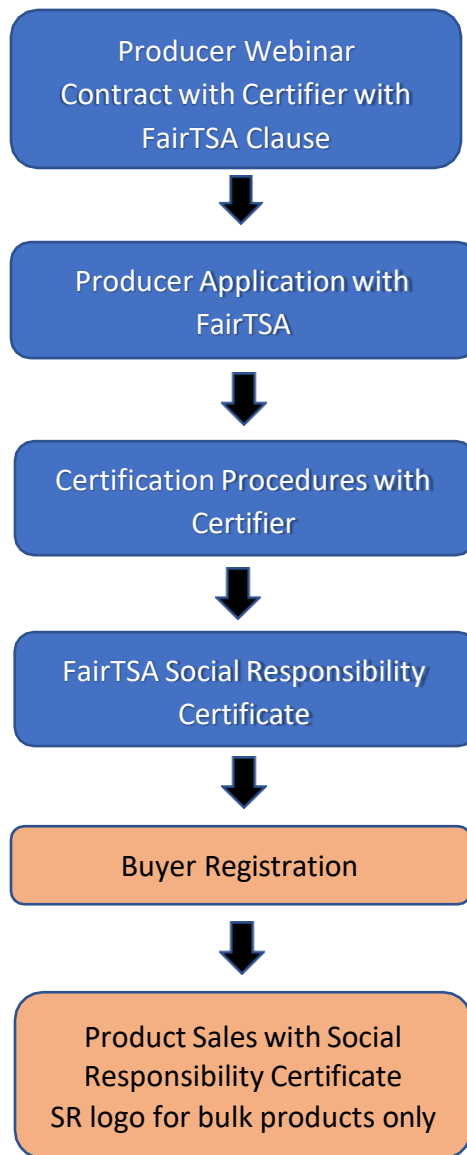 Producer Webinar
Contract with Certifier with
FairTSA Clause
Producer Application with
FairTSA
Certification Procedures with
Certifier
FairTSA Social Responsibility
Certificate
Buyer Registration
Product Sales with Social
Responsibility Certificate
SR logo for bulk products only